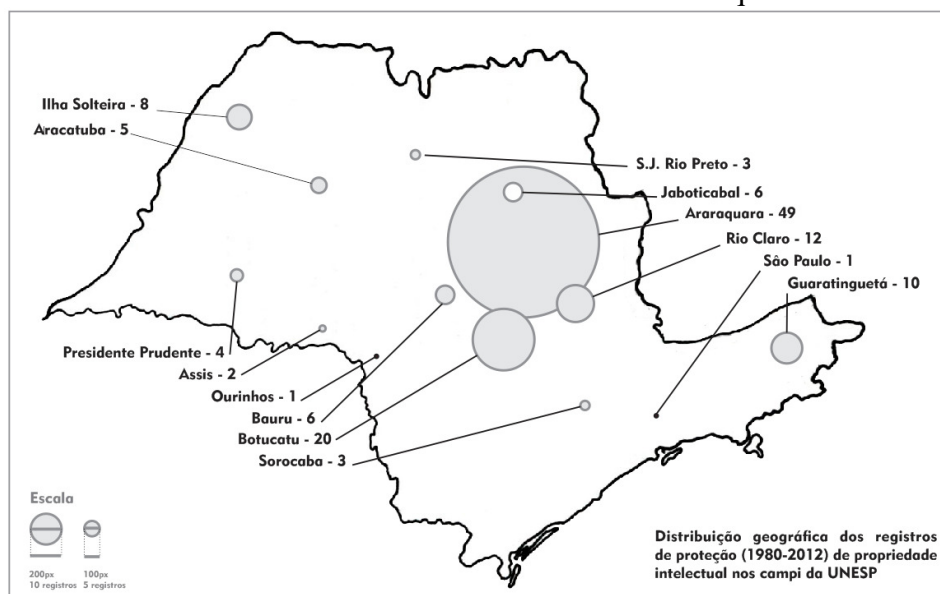 Ilha Solteira - 8
Aracatuba - 5
S.J. Rio Preto - 3
Jaboticabal - 6
Araraquara - 49
Rio Claro - 12
Sâo Paulo - 1
Guaratinguetá - 10
Presidente Prudente - 4
Assis - 2
Ourinhos - 1
Bauru - 6
Botucatu - 20
Sorocaba - 3
Escala
200px
10 registros
100px
5 registros
Distribuição geográfica dos registros
de proteção (1980-2012) de propriedade
intelectual nos campi da UNESP